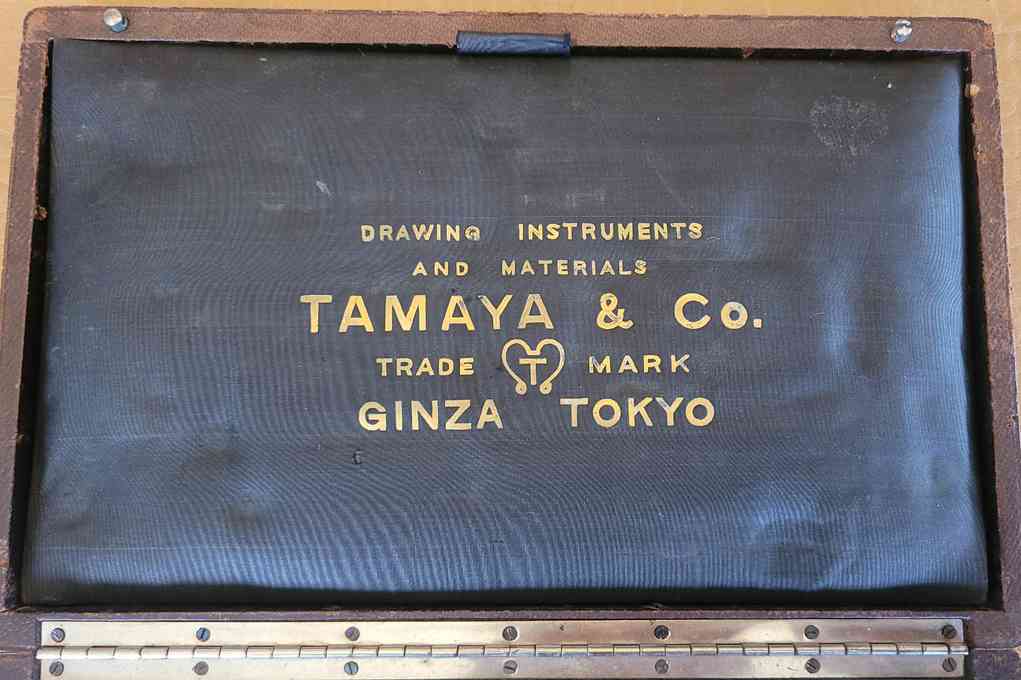 DRAWING INSTRUMENTS
AND MATERIALS
TAMAYA & Co.
TRADE T MARK
GINZA TOKYO